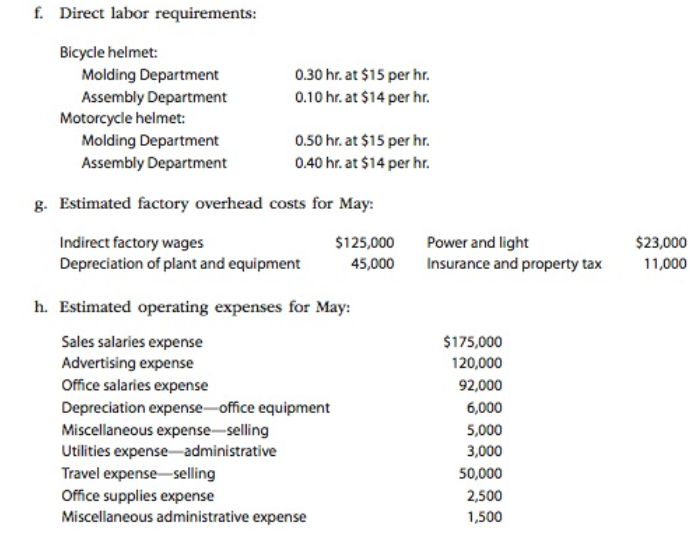 f. Direct labor requirements:
Bicycle helmet:
Molding Department 0.30 hr. at $15 per hr.
Assembly Department 0.10 hr. at $14 per hr.
Motorcycle helmet:
Molding Department 0.50 hr. at $15 per hr.
Assembly Department 0.40 hr. at $14 per hr.
g. Estimated factory overhead costs for May:
Indirect factory wages $125,000 Power and light $23,000
Depreciation of plant and equipment 45,000 Insurance and property tax 11,000
h. Estimated operating expenses for May:
Sales salaries expense $175,000
Advertising expense 120,000
Office salaries expense 92,000
Depreciation expense—office equipment 6,000
Miscellaneous expense—selling 5,000
Utilities expense—administrative 3,000
Travel expense—selling 50,000
Office supplies expense 2,500
Miscellaneous administrative expense 1,500